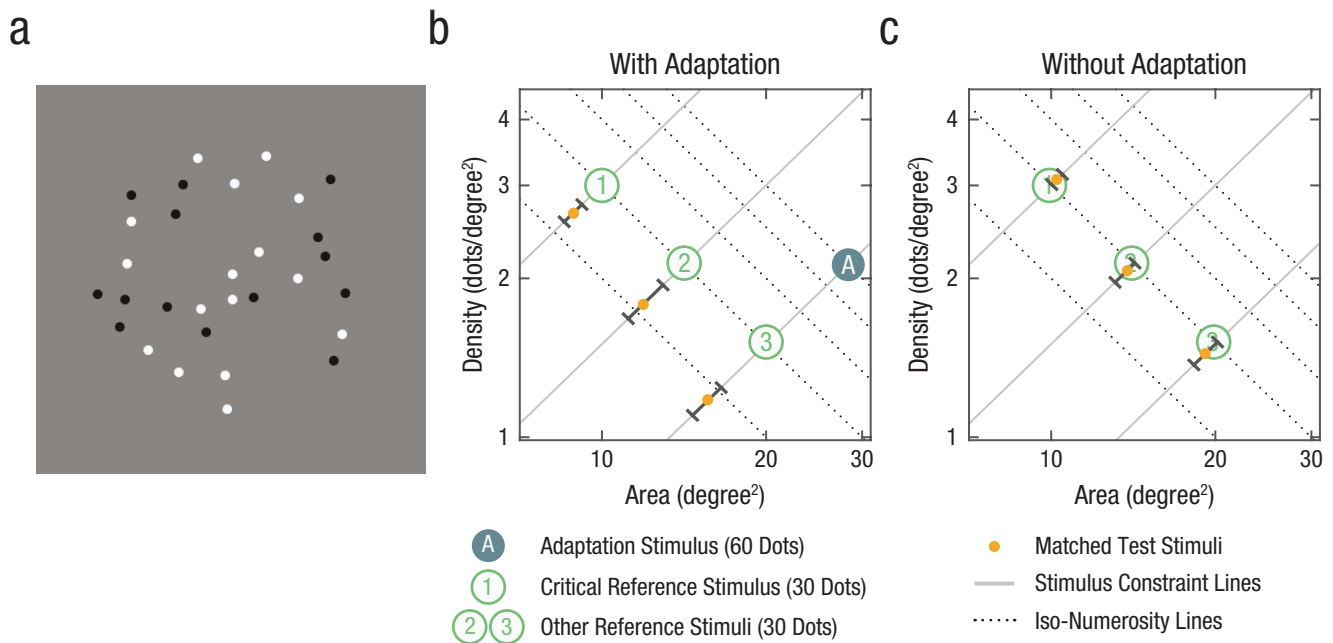 a
b
c
With Adaptation
Without Adaptation
Density (dots/degree²)
4
3
2
1
1
2
3
A
10
20
30
Area (degree²)
Density (dots/degree²)
4
3
2
1
1
2
3
10
20
30
Area (degree²)
A Adaptation Stimulus (60 Dots)
1 Critical Reference Stimulus (30 Dots)
2 3 Other Reference Stimuli (30 Dots)
Matched Test Stimuli
Stimulus Constraint Lines
Iso-Numerosity Lines